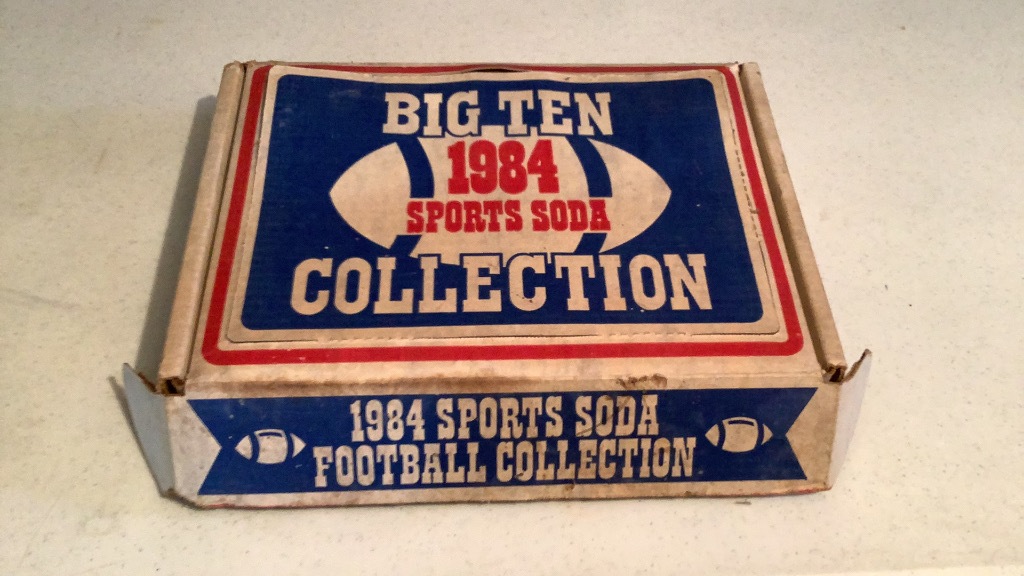 BIG TEN
1984
SPORTS SODA
COLLECTION
1984 SPORTS SODA
FOOTBALL COLLECTION